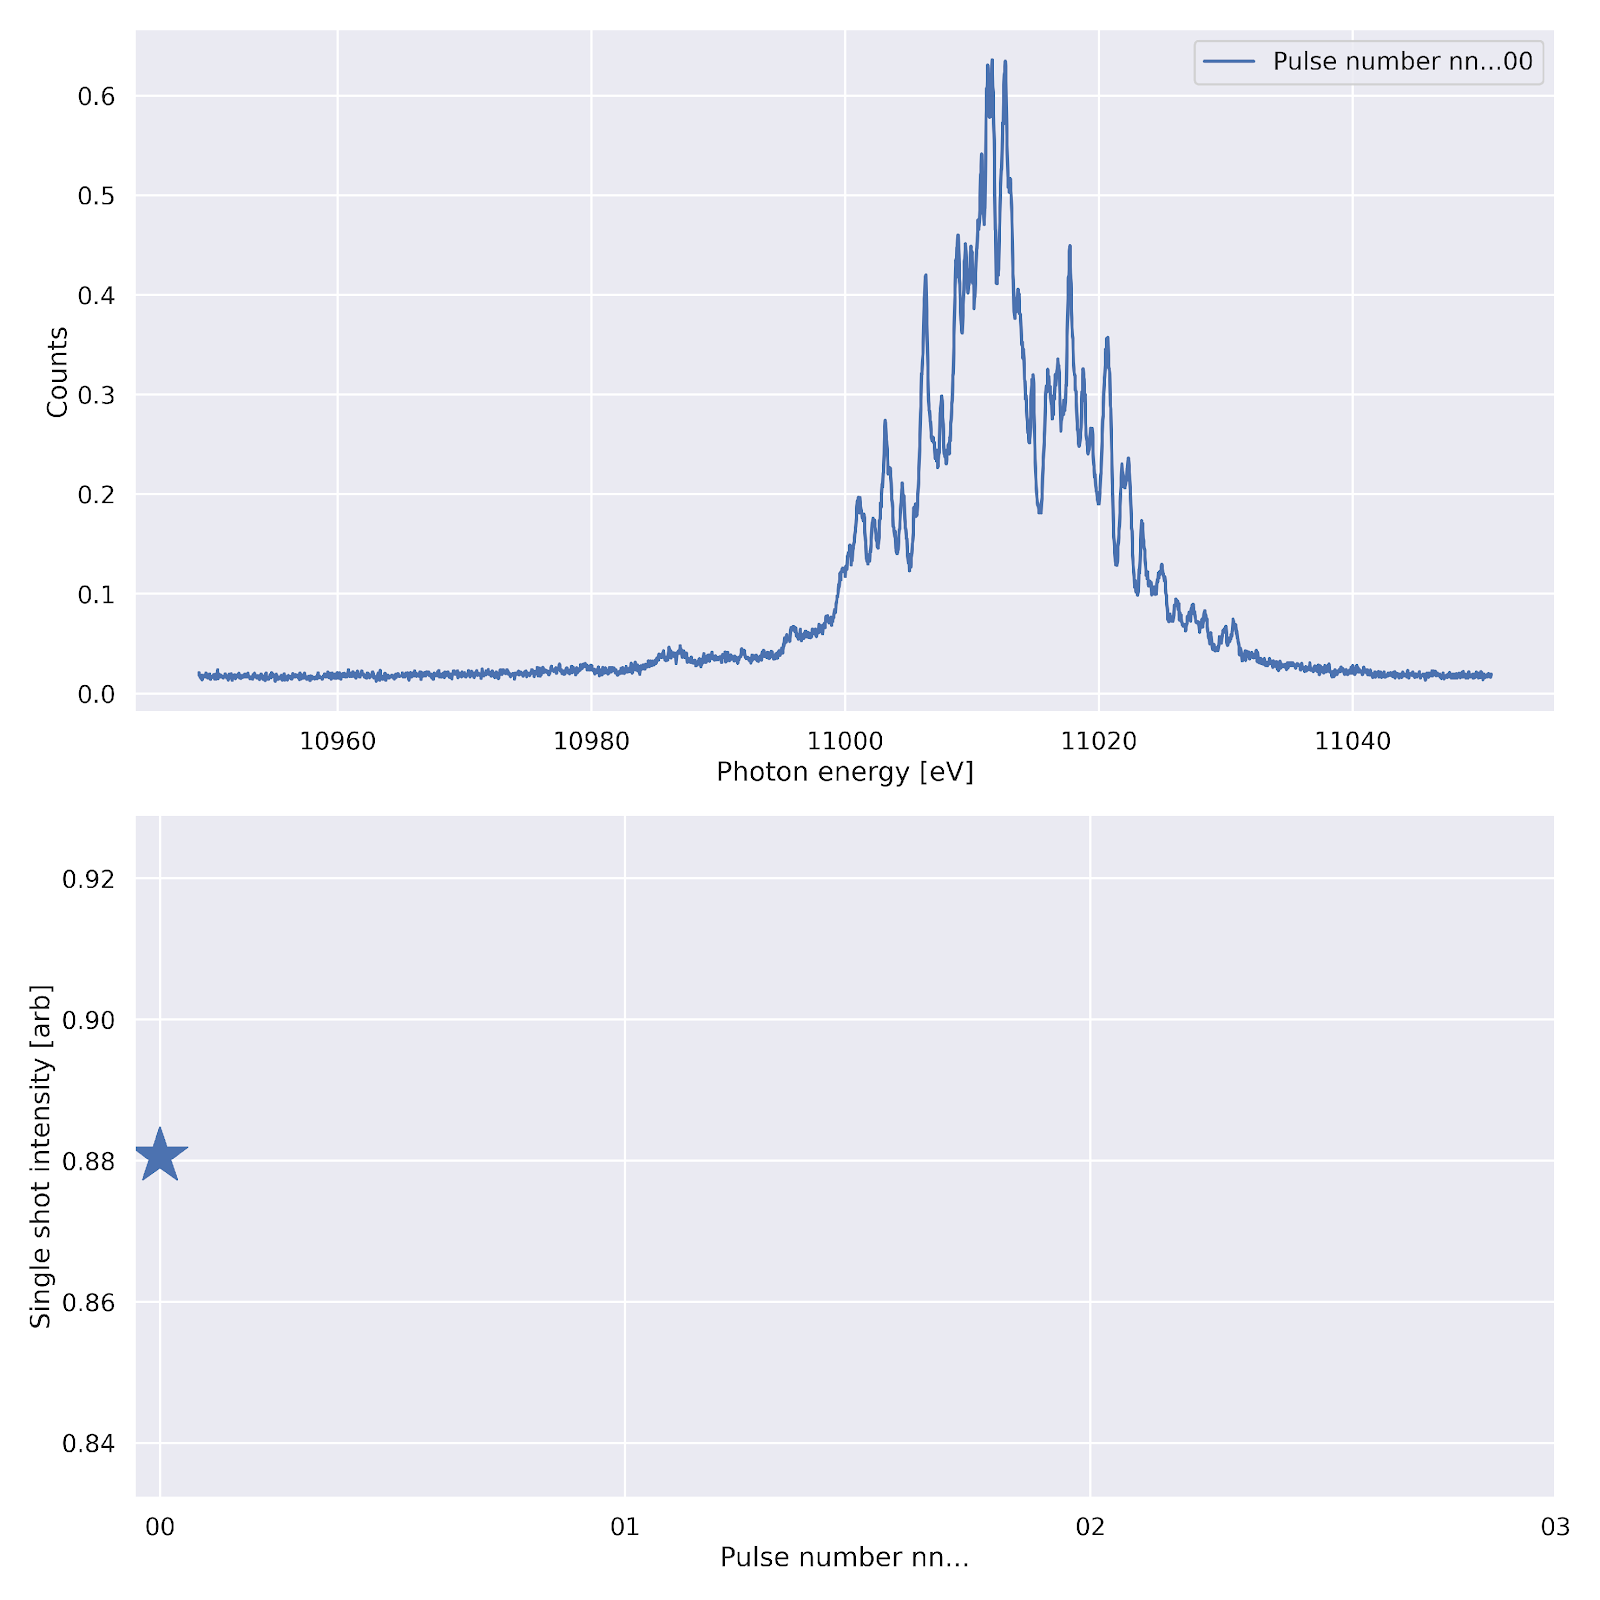 Pulse number nn...00
0.6
0.5
0.4
0.3
0.2
0.1
0.0
Counts
10960 10980 11000 11020 11040
Photon energy [eV]
0.92
0.90
0.88
0.86
0.84
Single shot intensity [arb]
00 01 02 03
Pulse number nn...